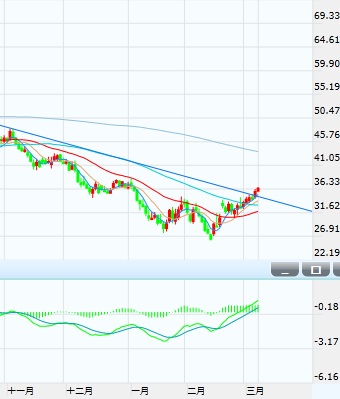 69.33
64.61
59.90
55.19
50.47
45.76
41.05
36.33
31.62
26.91
22.19
-0.18
-3.17
-6.16
十一月
十二月
一月
二月
三月